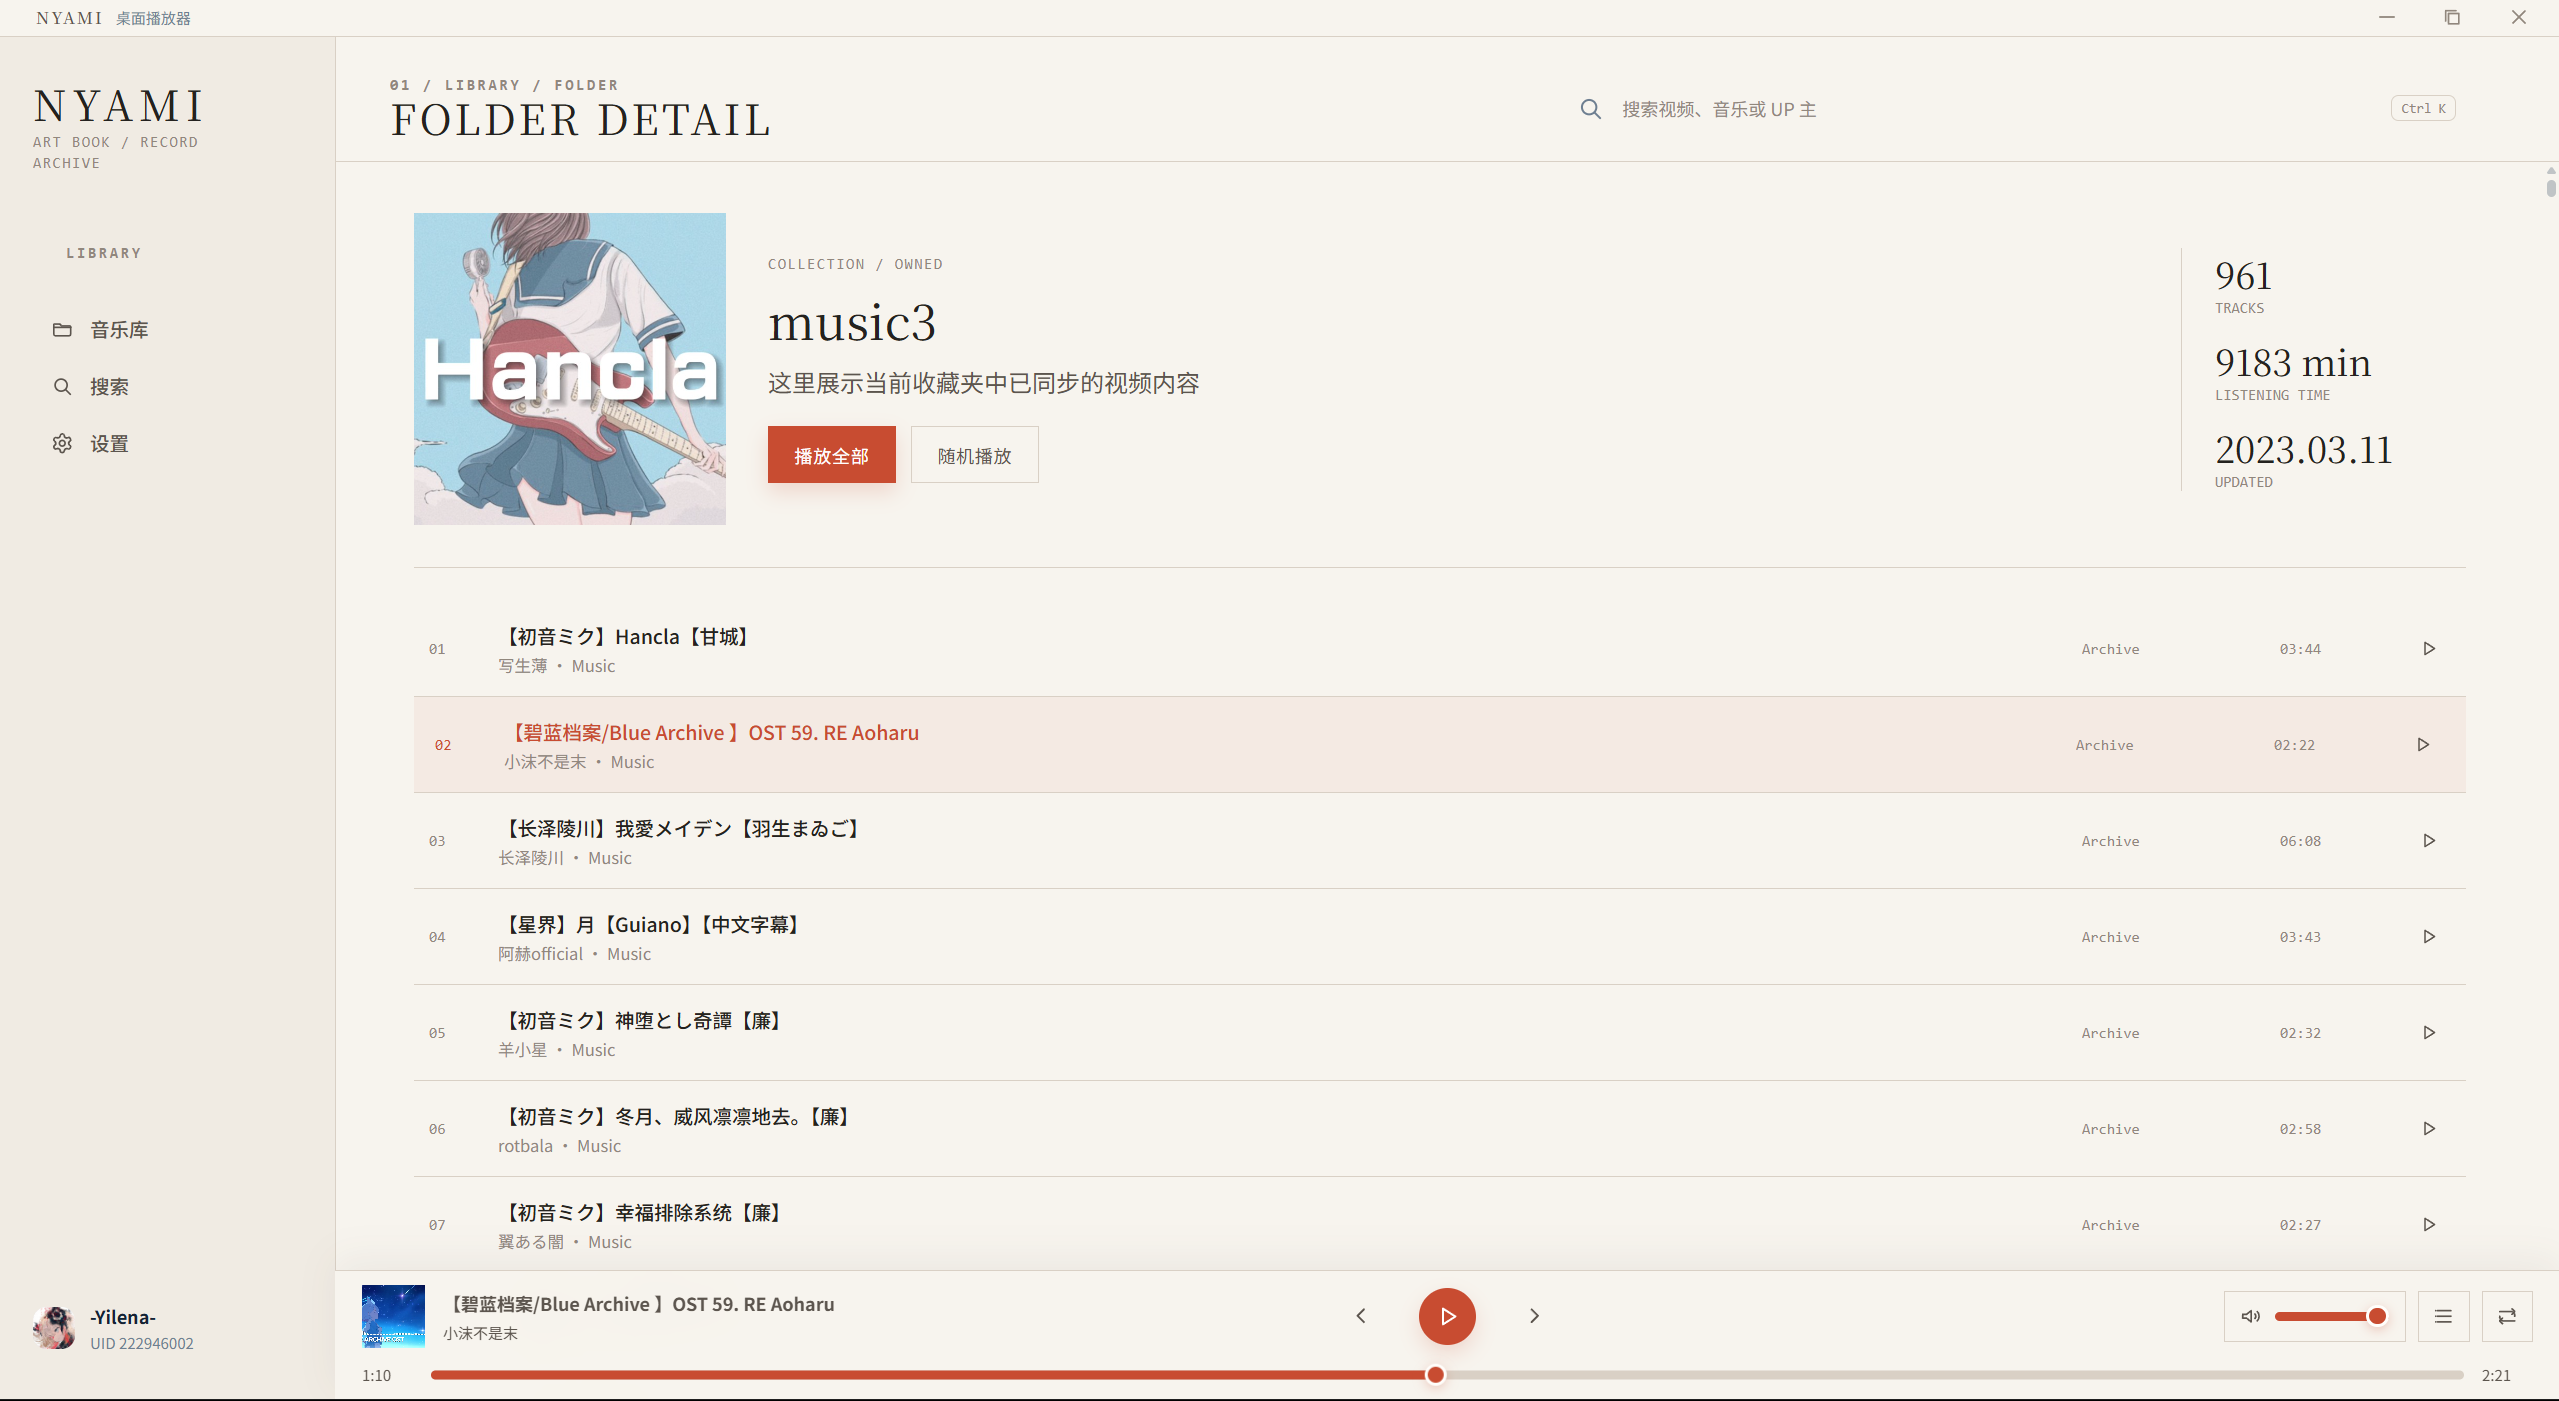 NYAMI 桌面播放器
NYAMI
ART BOOK / RECORD
ARCHIVE
LIBRARY
音乐库
搜索
设置
-Yilena-
UID 222946002
01 / LIBRARY / FOLDER
FOLDER DETAIL
搜索视频、音乐或 UP 主
Ctrl K
Hancla
COLLECTION / OWNED
music3
这里展示当前收藏夹中已同步的视频内容
播放全部
随机播放
961
TRACKS
9183 min
LISTENING TIME
2023.03.11
UPDATED
01 【初音ミク】Hancla【甘城】 Archive 03:44
写生薄 • Music
02 【碧蓝档案/Blue Archive 】OST 59. RE Aoharu Archive 02:22
小沫不是末 • Music
03 【长泽陵川】我愛メイデン【羽生まゐご】 Archive 06:08
长泽陵川 • Music
04 【星界】月【Guiano】【中文字幕】 Archive 03:43
阿赫official • Music
05 【初音ミク】神堕とし奇譚【廉】 Archive 02:32
羊小星 • Music
06 【初音ミク】冬月、威风凛凛地去。【廉】 Archive 02:58
rotbala • Music
07 【初音ミク】幸福排除系统【廉】 Archive 02:27
翼ある闇 • Music
【碧蓝档案/Blue Archive 】OST 59. RE Aoharu
小沫不是末
1:10
2:21